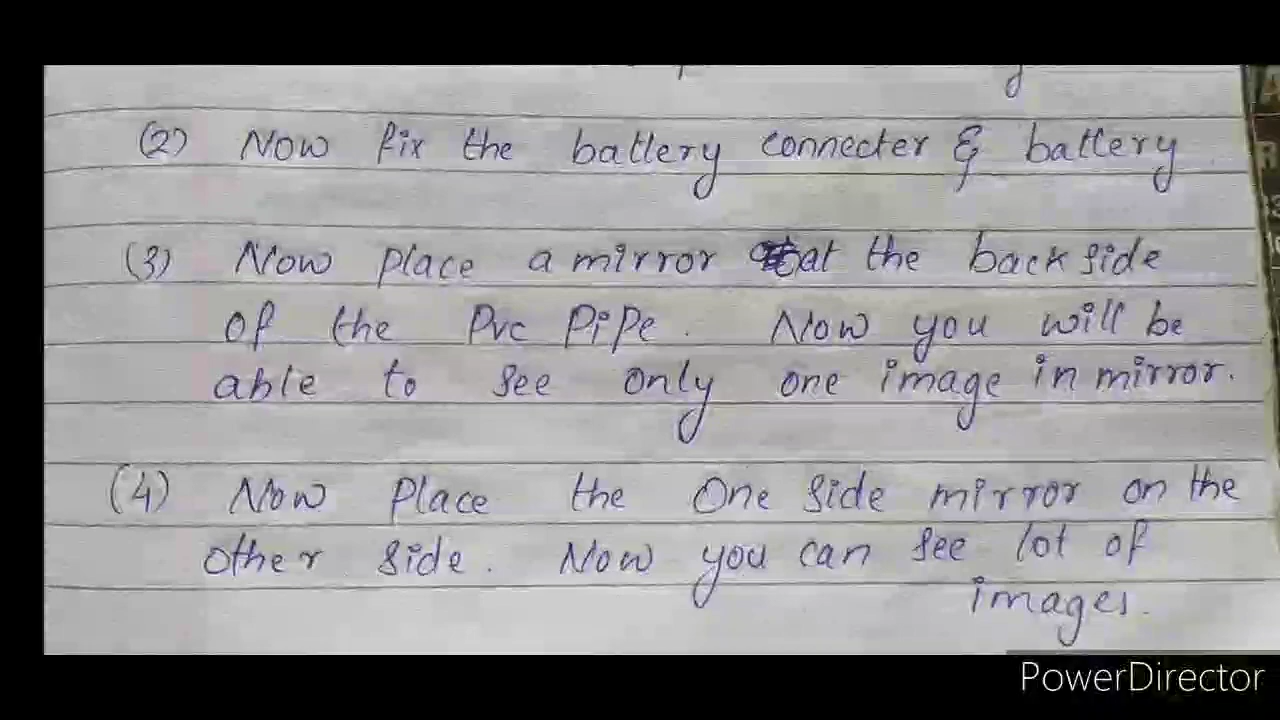 (2) Now fix the battery connecter & battery
(3) Now place a mirror at the back side
of the Pvc Pipe. Now you will be
able to see only one image in mirror.
(4) Now Place the One side mirror on the
other side. Now you can see lot of
images.
PowerDirector